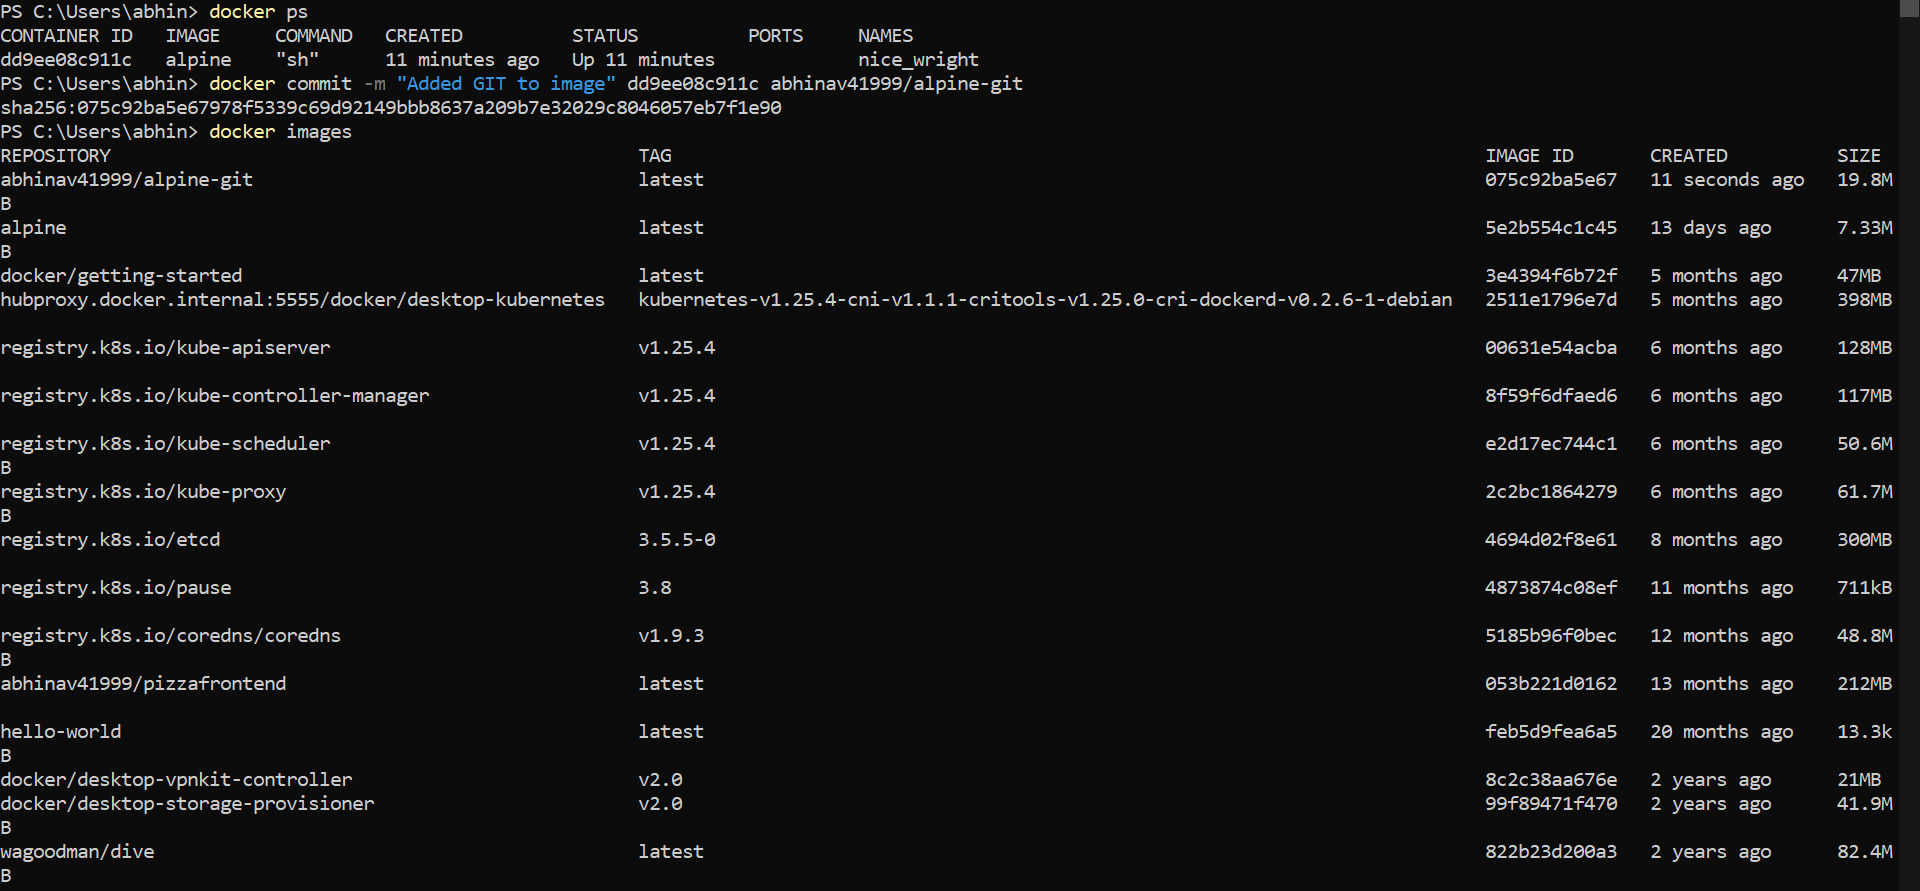 PS C:\Users\abhin> docker ps
CONTAINER ID   IMAGE     COMMAND   CREATED          STATUS          PORTS     NAMES
dd9ee08c911c   alpine    "sh"      11 minutes ago   Up 11 minutes             nice_wright
PS C:\Users\abhin> docker commit -m "Added GIT to image" dd9ee08c911c abhinav41999/alpine-git
sha256:075c92ba5e67978f5339c69d92149bbb8637a209b7e32029c8046057eb7f1e90
PS C:\Users\abhin> docker images
REPOSITORY                                                TAG                                                                          IMAGE ID       CREATED          SIZE
abhinav41999/alpine-git                                   latest                                                                       075c92ba5e67   11 seconds ago   19.8M
B
alpine                                                    latest                                                                       5e2b554c1c45   13 days ago      7.33M
B
docker/getting-started                                    latest                                                                       3e4394f6b72f   5 months ago     47MB
hubproxy.docker.internal:5555/docker/desktop-kubernetes   kubernetes-v1.25.4-cni-v1.1.1-critools-v1.25.0-cri-dockerd-v0.2.6-1-debian   2511e1796e7d   5 months ago     398MB
registry.k8s.io/kube-apiserver                            v1.25.4                                                                      00631e54acba   6 months ago     128MB
registry.k8s.io/kube-controller-manager                   v1.25.4                                                                      8f59f6dfaed6   6 months ago     117MB
registry.k8s.io/kube-scheduler                            v1.25.4                                                                      e2d17ec744c1   6 months ago     50.6M
B
registry.k8s.io/kube-proxy                                v1.25.4                                                                      2c2bc1864279   6 months ago     61.7M
B
registry.k8s.io/etcd                                      3.5.5-0                                                                      4694d02f8e61   8 months ago     300MB
registry.k8s.io/pause                                     3.8                                                                          4873874c08ef   11 months ago    711kB
registry.k8s.io/coredns/coredns                           v1.9.3                                                                       5185b96f0bec   12 months ago    48.8M
B
abhinav41999/pizzafrontend                                latest                                                                       053b221d0162   13 months ago    212MB
hello-world                                               latest                                                                       feb5d9fea6a5   20 months ago    13.3k
B
docker/desktop-vpnkit-controller                          v2.0                                                                         8c2c38aa676e   2 years ago      21MB
docker/desktop-storage-provisioner                        v2.0                                                                         99f89471f470   2 years ago      41.9M
B
wagoodman/dive                                            latest                                                                       822b23d200a3   2 years ago      82.4M
B